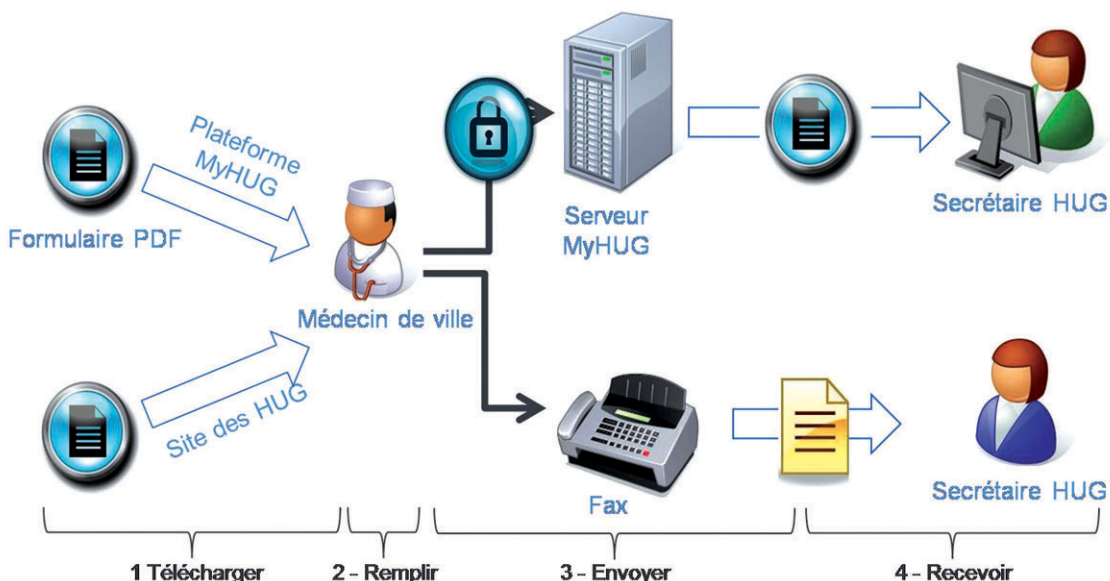 Plateforme
MyHUG
Formulaire PDF
Médecin de ville
Serveur
MyHUG
Secrétaire HUG
Site des HUG
Fax
Secrétaire HUG
1 Télécharger
2 - Remplir
3 - Envoyer
4 - Recevoir